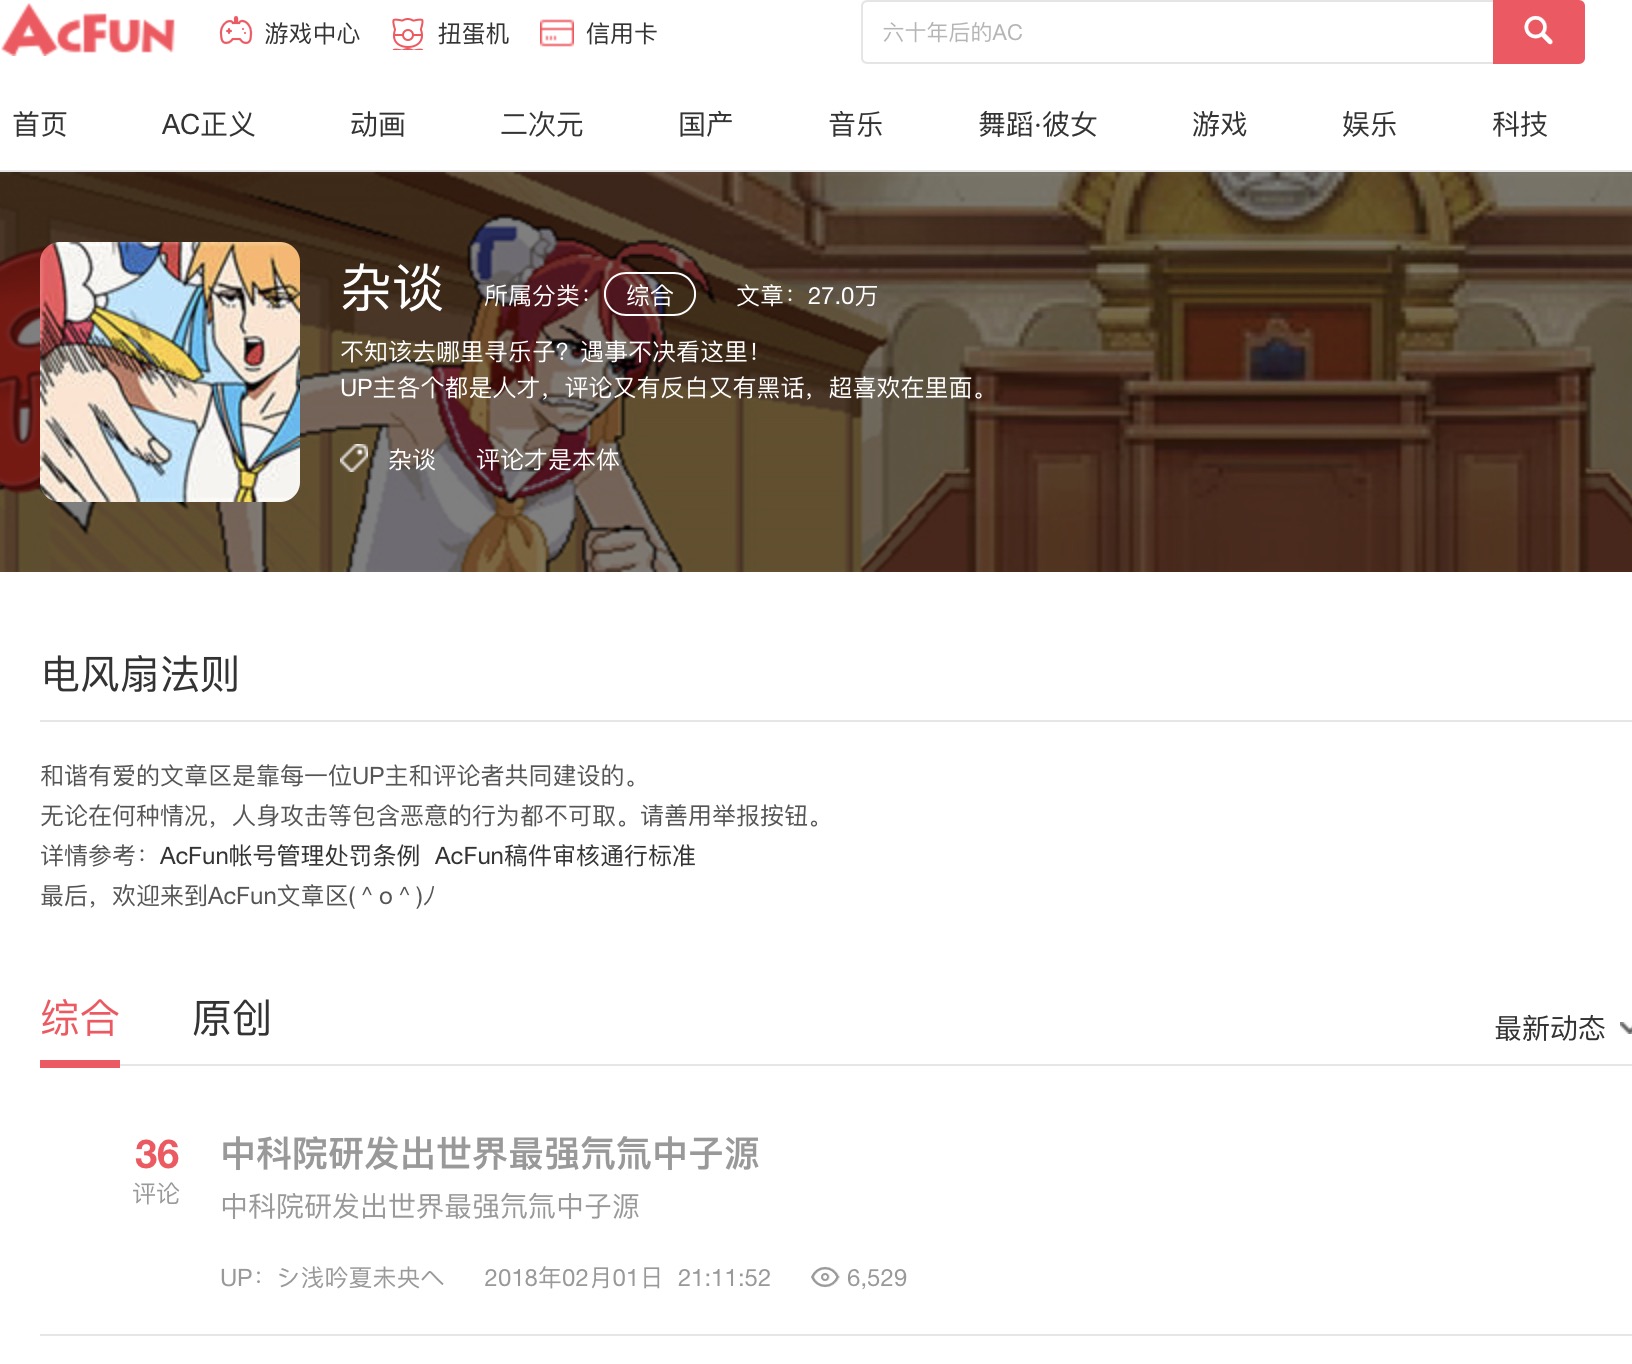 AcFun
游戏中心 扭蛋机 信用卡 六十年后的AC
首页 AC正义 动画 二次元 国产 音乐 舞蹈·彼女 游戏 娱乐 科技
杂谈 所属分类： 综合 文章：27.0万
不知该去哪里寻乐子？遇事不决看这里！
UP主各个都是人才，评论又有反白又有黑话，超喜欢在里面。
杂谈 评论才是本体
电风扇法则
和谐有爱的文章区是靠每一位UP主和评论者共同建设的。
无论在何种情况，人身攻击等包含恶意的行为都不可取。请善用举报按钮。
详情参考：AcFun帐号管理处罚条例 AcFun稿件审核通行标准
最后，欢迎来到AcFun文章区( ^ o ^ )ﾉ
综合 原创 最新动态
36 中科院研发出世界最强氘氚中子源
评论 中科院研发出世界最强氘氚中子源
UP：シ浅吟夏未央へ 2018年02月01日 21:11:52 6,529